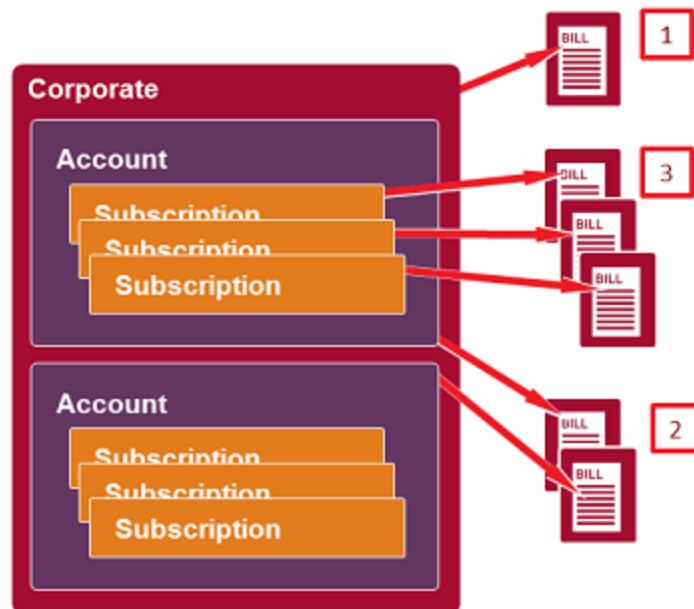 BILL
1
Corporate
Account
BILL
3
Subscription
BILL
Subscription
BILL
Subscription
Account
BILL
2
Subscription
BILL
Subscription
Subscription